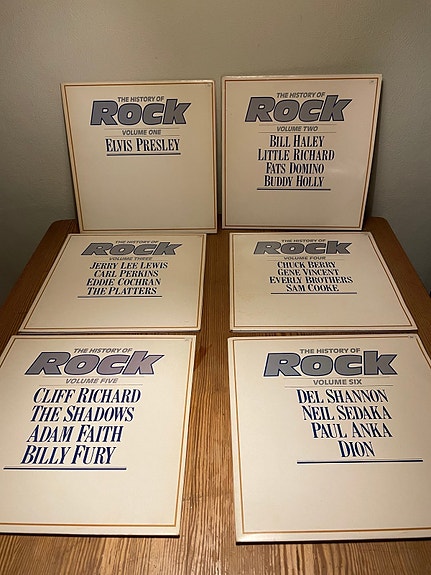 THE HISTORY OF
ROCK
VOLUME ONE
ELVIS PRESLEY
THE HISTORY OF
ROCK
VOLUME TWO
BILL HALEY
LITTLE RICHARD
FATS DOMINO
BUDDY HOLLY
THE HISTORY OF
ROCK
VOLUME THREE
JERRY LEE LEWIS
CARL PERKINS
EDDIE COCHRAN
THE PLATTERS
THE HISTORY OF
ROCK
VOLUME FOUR
CHUCK BERRY
GENE VINCENT
EVERLY BROTHERS
SAM COOKE
THE HISTORY OF
ROCK
VOLUME FIVE
CLIFF RICHARD
THE SHADOWS
ADAM FAITH
BILLY FURY
THE HISTORY OF
ROCK
VOLUME SIX
DEL SHANNON
NEIL SEDAKA
PAUL ANKA
DION